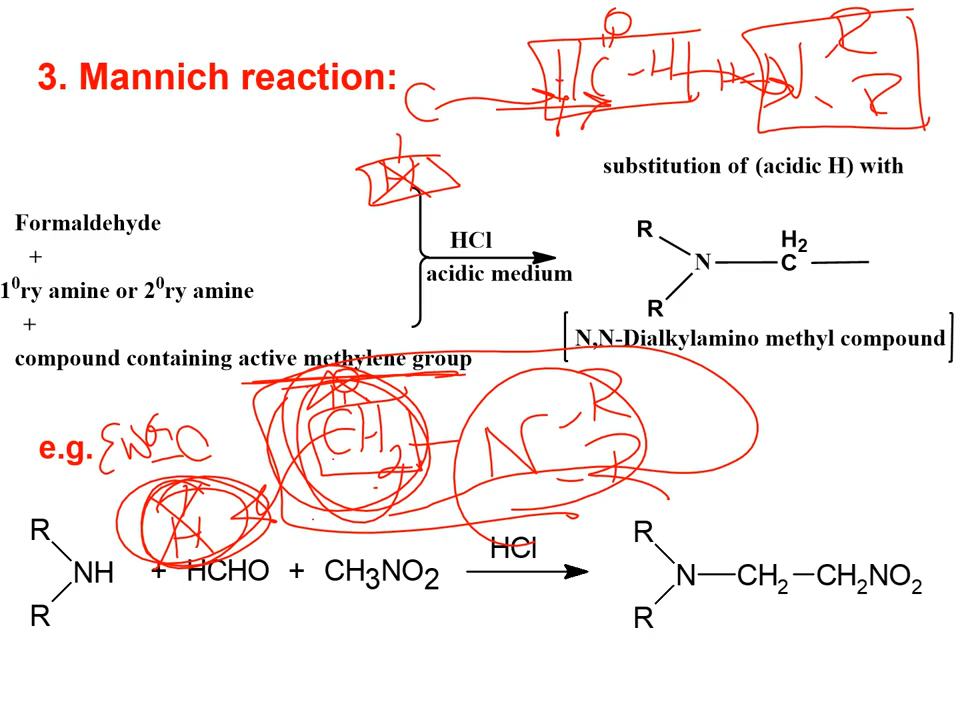 3. Mannich reaction:
C H C - H H N R R
O
H
substitution of (acidic H) with
Formaldehyde
+
1⁰ry amine or 2⁰ry amine
+
compound containing active methylene group
HCl
acidic medium
R
N
R
H₂
C
[N,N-Dialkylamino methyl compound]
e.g.
CH₂ N - R
R
H
R
NH + HCHO + CH₃NO₂
R
HCl
R
N—CH₂—CH₂NO₂
R